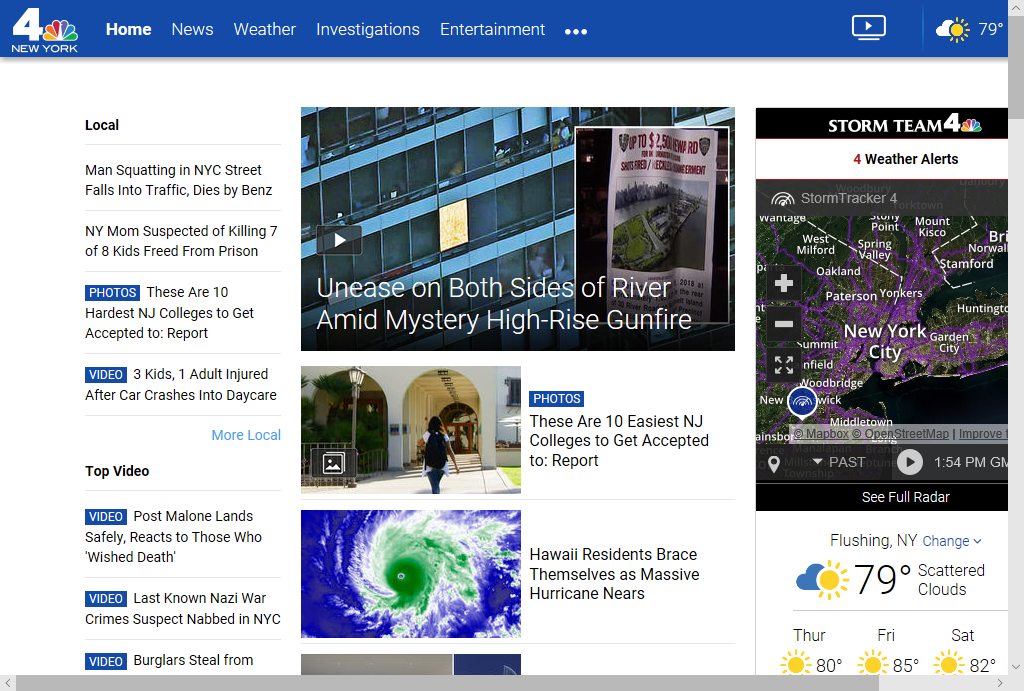 4
NEW YORK
Home News Weather Investigations Entertainment ••• 79°
Local
Man Squatting in NYC Street
Falls Into Traffic, Dies by Benz
NY Mom Suspected of Killing 7
of 8 Kids Freed From Prison
PHOTOS These Are 10
Hardest NJ Colleges to Get
Accepted to: Report
VIDEO 3 Kids, 1 Adult Injured
After Car Crashes Into Daycare
More Local
Top Video
VIDEO Post Malone Lands
Safely, Reacts to Those Who
'Wished Death'
VIDEO Last Known Nazi War
Crimes Suspect Nabbed in NYC
VIDEO Burglars Steal from
UP TO $2,500 REWARD
SHOTS FIRED / RECKLESS ENDANGERMENT
Unease on Both Sides of River
Amid Mystery High-Rise Gunfire
PHOTOS
These Are 10 Easiest NJ
Colleges to Get Accepted
to: Report
Hawaii Residents Brace
Themselves as Massive
Hurricane Nears
STORM TEAM 4
4 Weather Alerts
Woodbury
Danbury
StormTracker 4
Yorktown
Wantage
Stony
Point
Mount
Kisco
West
Milford
Spring
Valley
Norwal
Stamford
Oakland
Paterson Yonkers
Huntingto
New York
City
Garden
City
Summit
nfield
Woodbridge
New
wick
Middletown
© Mapbox © OpenStreetMap | Improve t
ainsbor
Manalapan
Millst
Township
PAST 1:54 PM GM
See Full Radar
Flushing, NY Change
79° Scattered
Clouds
Thur Fri Sat
80° 85° 82°